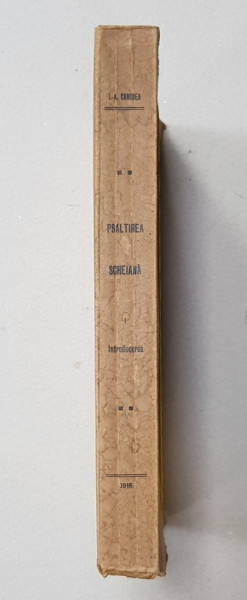 I.-A. CANDREA
PSALTIREA
SCHEIANĂ
I
Introducerea
1916